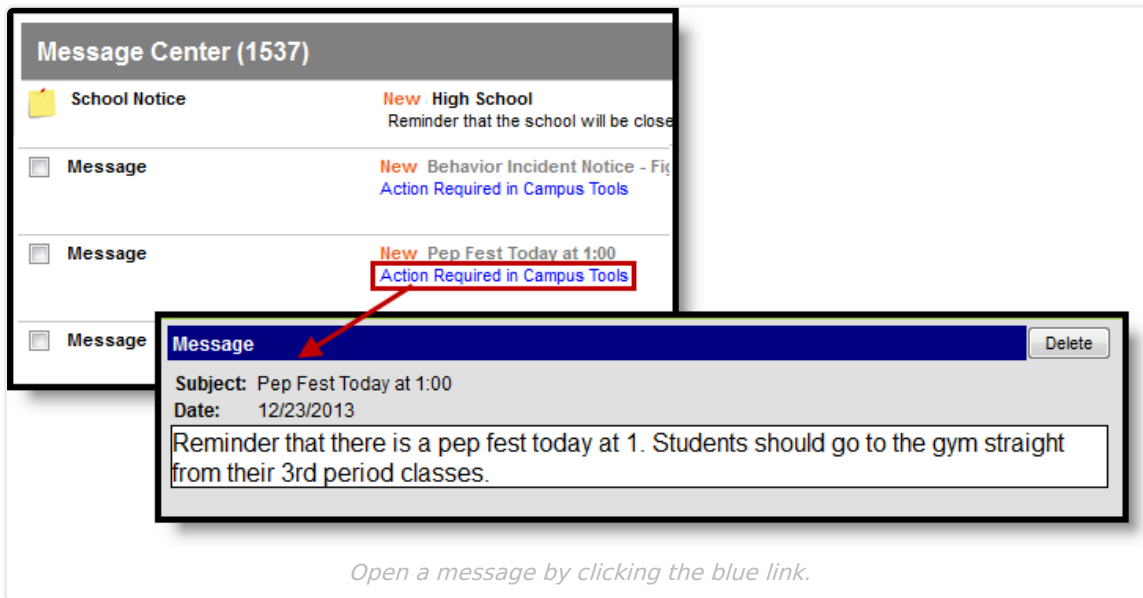 Message Center (1537)
School Notice New High School
Reminder that the school will be close
Message New Behavior Incident Notice -
Action Required in Campus Tools
Message New Pep Fest Today at 1:00
Action Required in Campus Tools
Message
Message Delete
Subject: Pep Fest Today at 1:00
Date: 12/23/2013
Reminder that there is a pep fest today at 1. Students should go to the gym straight
from their 3rd period classes.
Open a message by clicking the blue link.